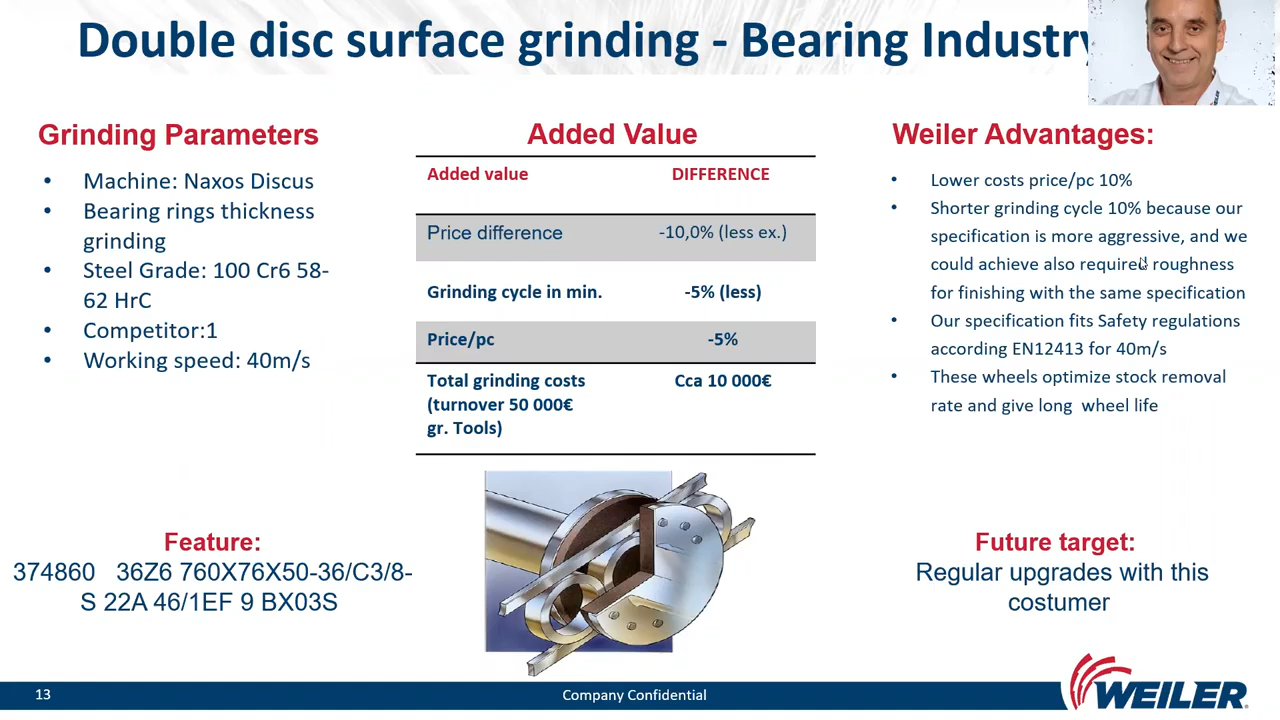 Double disc surface grinding - Bearing Industry
Grinding Parameters
• Machine: Naxos Discus
• Bearing rings thickness
grinding
• Steel Grade: 100 Cr6 58-
62 HrC
• Competitor:1
• Working speed: 40m/s
Added Value
Added value DIFFERENCE
Price difference -10,0% (less ex.)
Grinding cycle in min. -5% (less)
Price/pc -5%
Total grinding costs Cca 10 000€
(turnover 50 000€
gr. Tools)
Weiler Advantages:
• Lower costs price/pc 10%
• Shorter grinding cycle 10% because our
specification is more aggressive, and we
could achieve also required roughness
for finishing with the same specification
• Our specification fits Safety regulations
according EN12413 for 40m/s
• These wheels optimize stock removal
rate and give long wheel life
Feature:
374860 36Z6 760X76X50-36/C3/8-
S 22A 46/1EF 9 BX03S
Future target:
Regular upgrades with this
costumer
13
Company Confidential
WEILER